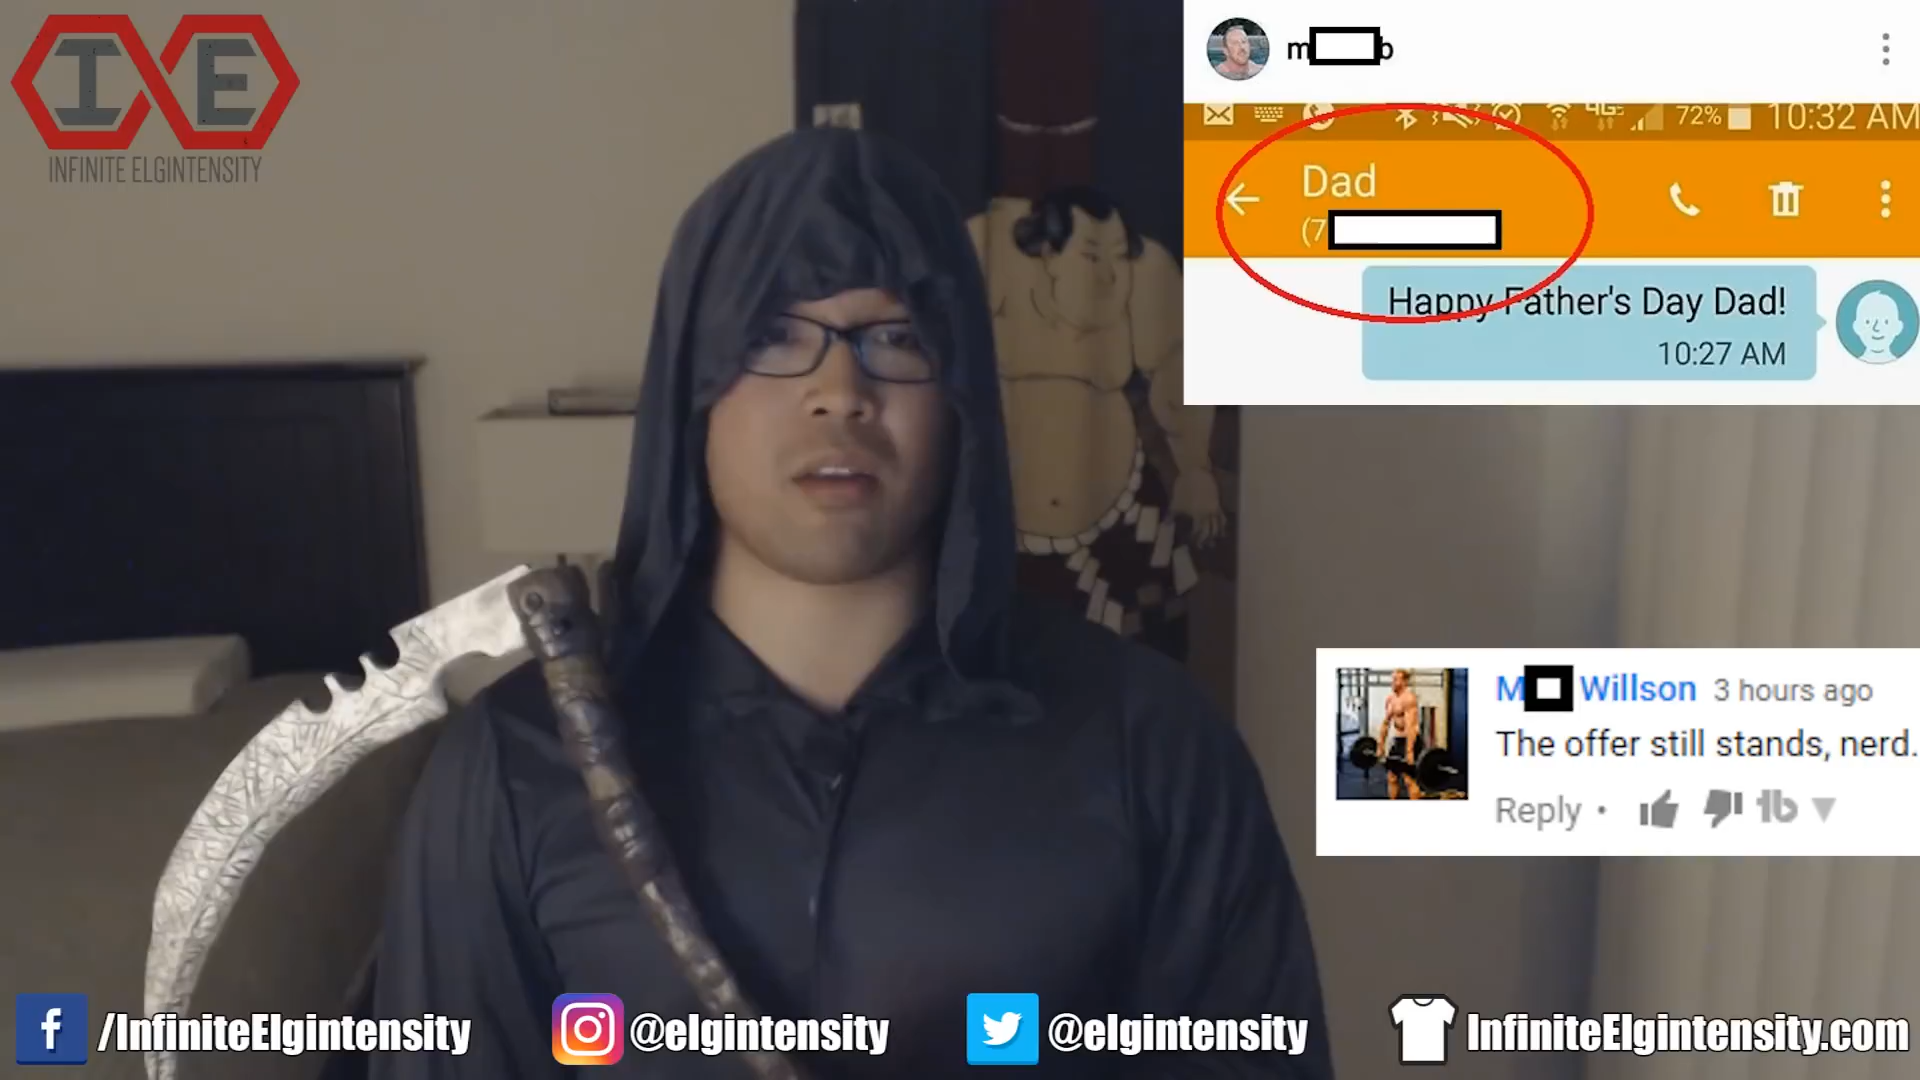 IE
INFINITE ELGINTENSITY
m b
72% 10:32 AM
Dad
(7
Happy Father's Day Dad!
10:27 AM
M Willson 3 hours ago
The offer still stands, nerd.
Reply •
/InfiniteElgintensity
@elgintensity
@elgintensity
InfiniteElgintensity.com